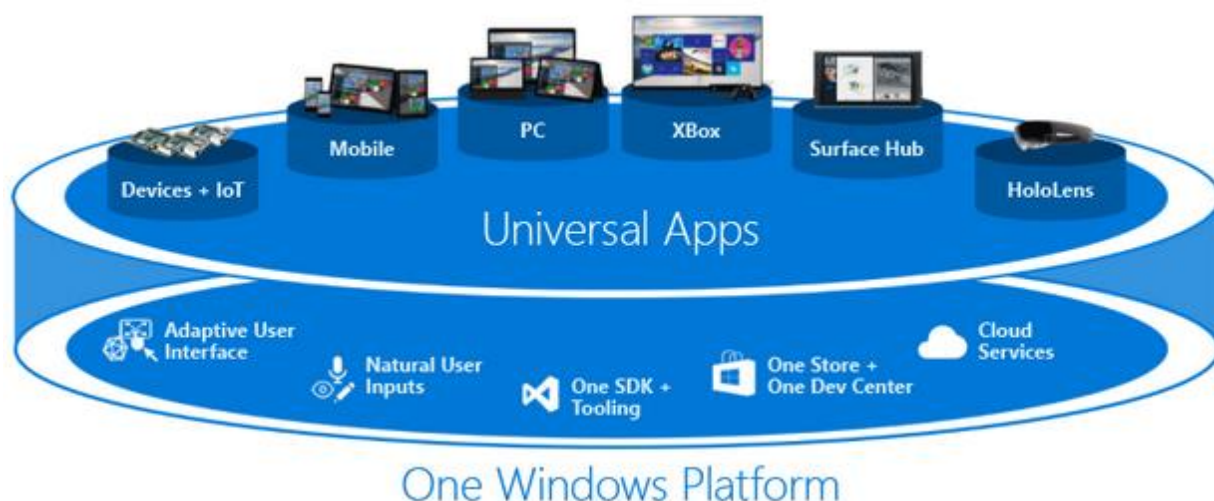 Devices + IoT
Mobile
PC
XBox
Surface Hub
HoloLens
Universal Apps
Adaptive User
Interface
Natural User
Inputs
One SDK +
Tooling
One Store +
One Dev Center
Cloud
Services
One Windows Platform